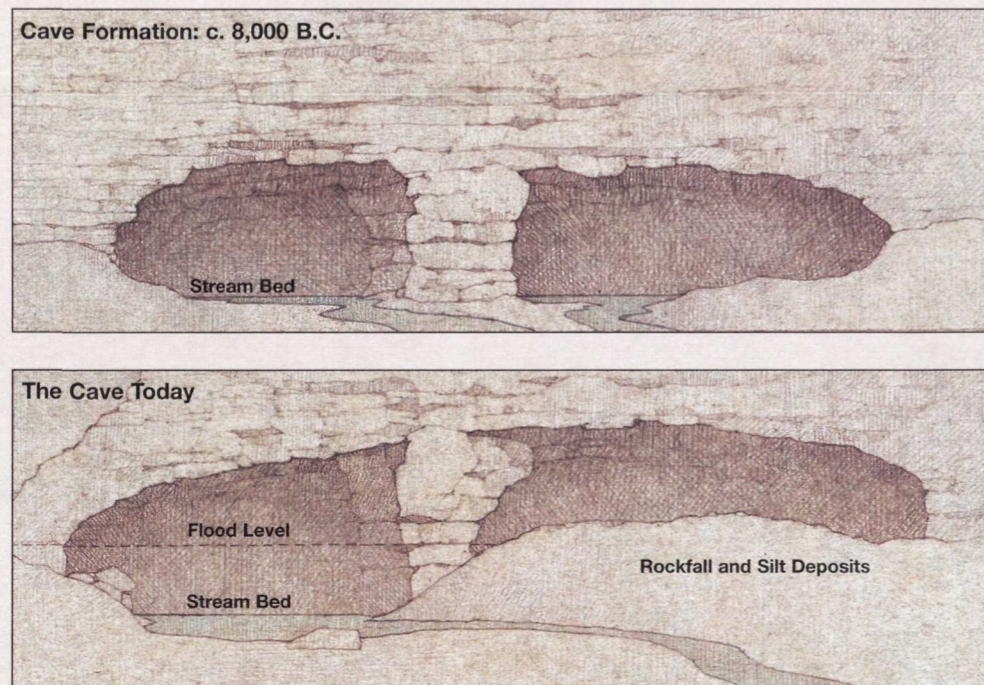 Cave Formation: c. 8,000 B.C.
Stream Bed
The Cave Today
Flood Level
Rockfall and Silt Deposits
Stream Bed